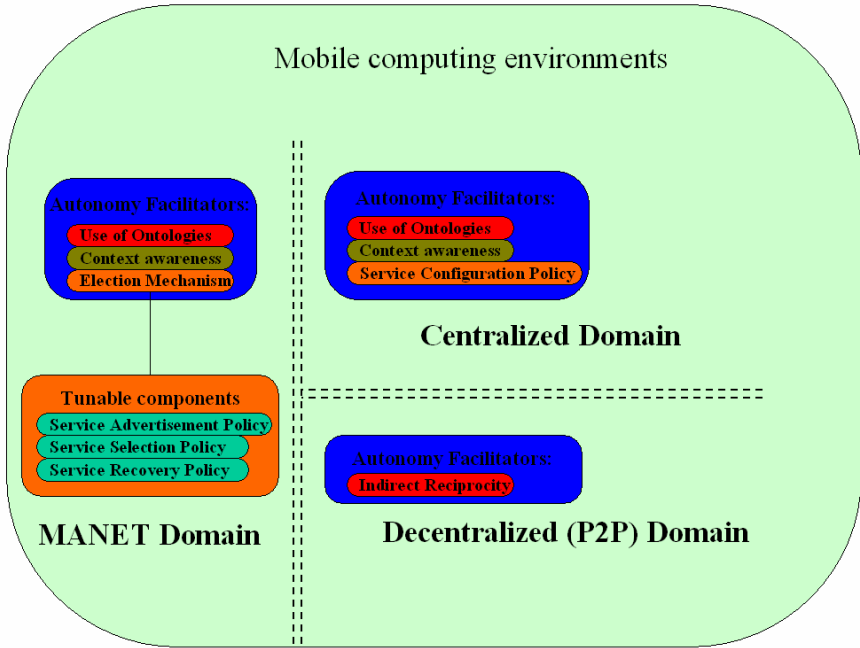 Mobile computing environments
Autonomy Facilitators:
Use of Ontologies
Context awareness
Election Mechanism
Tunable components
Service Advertisement Policy
Service Selection Policy
Service Recovery Policy
MANET Domain
Autonomy Facilitators:
Use of Ontologies
Context awareness
Service Configuration Policy
Centralized Domain
Autonomy Facilitators:
Indirect Reciprocity
Decentralized (P2P) Domain